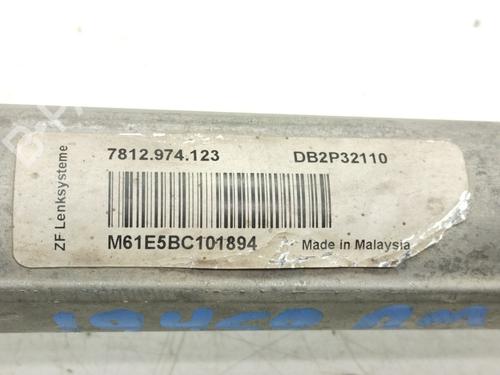 ZF Lenksysteme
7812.974.123 DB2P32110
M61E5BC101894 Made in Malaysia